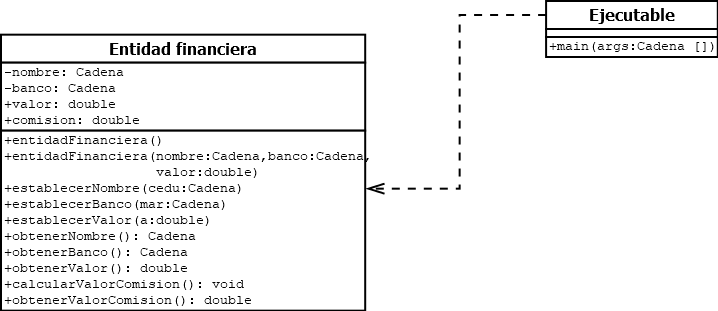 Ejecutable
+main(args:Cadena [])
Entidad financiera
-nombre: Cadena
-banco: Cadena
+valor: double
+comision: double
+entidadFinanciera()
+entidadFinanciera(nombre:Cadena,banco:Cadena,
valor:double)
+establecerNombre(cedu:Cadena)
+establecerBanco(mar:Cadena)
+establecerValor(a:double)
+obtenerNombre(): Cadena
+obtenerBanco(): Cadena
+obtenerValor(): double
+calcularValorComision(): void
+obtenerValorComision(): double